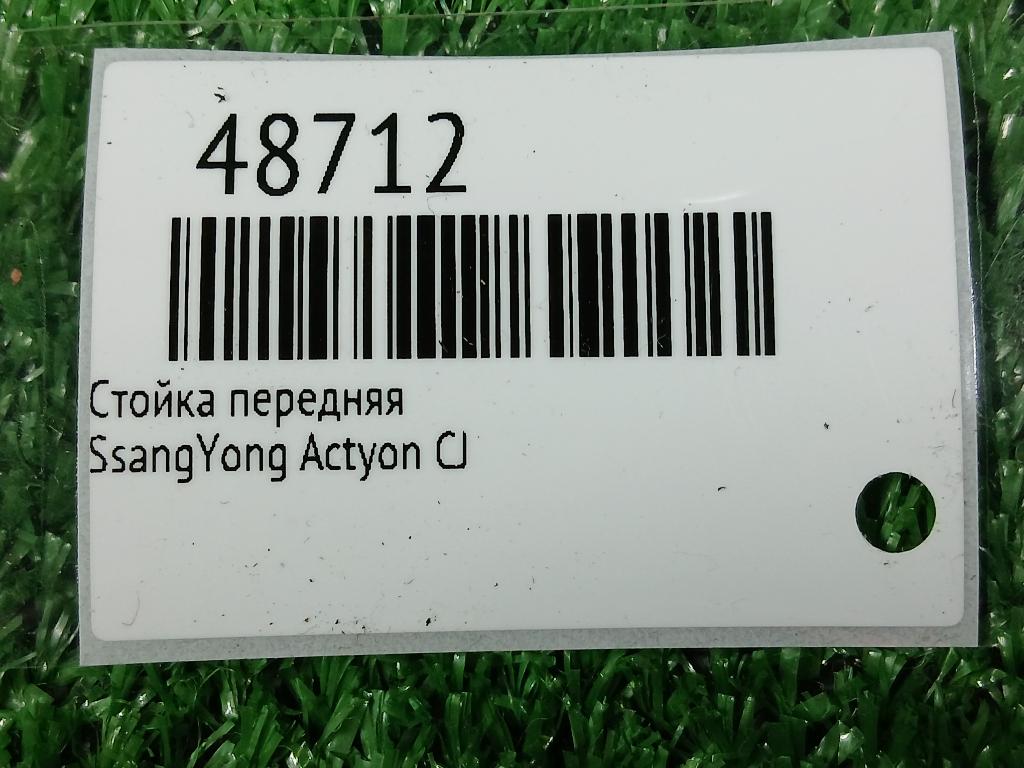 48712
Стойка передняя
SsangYong Actyon CJ